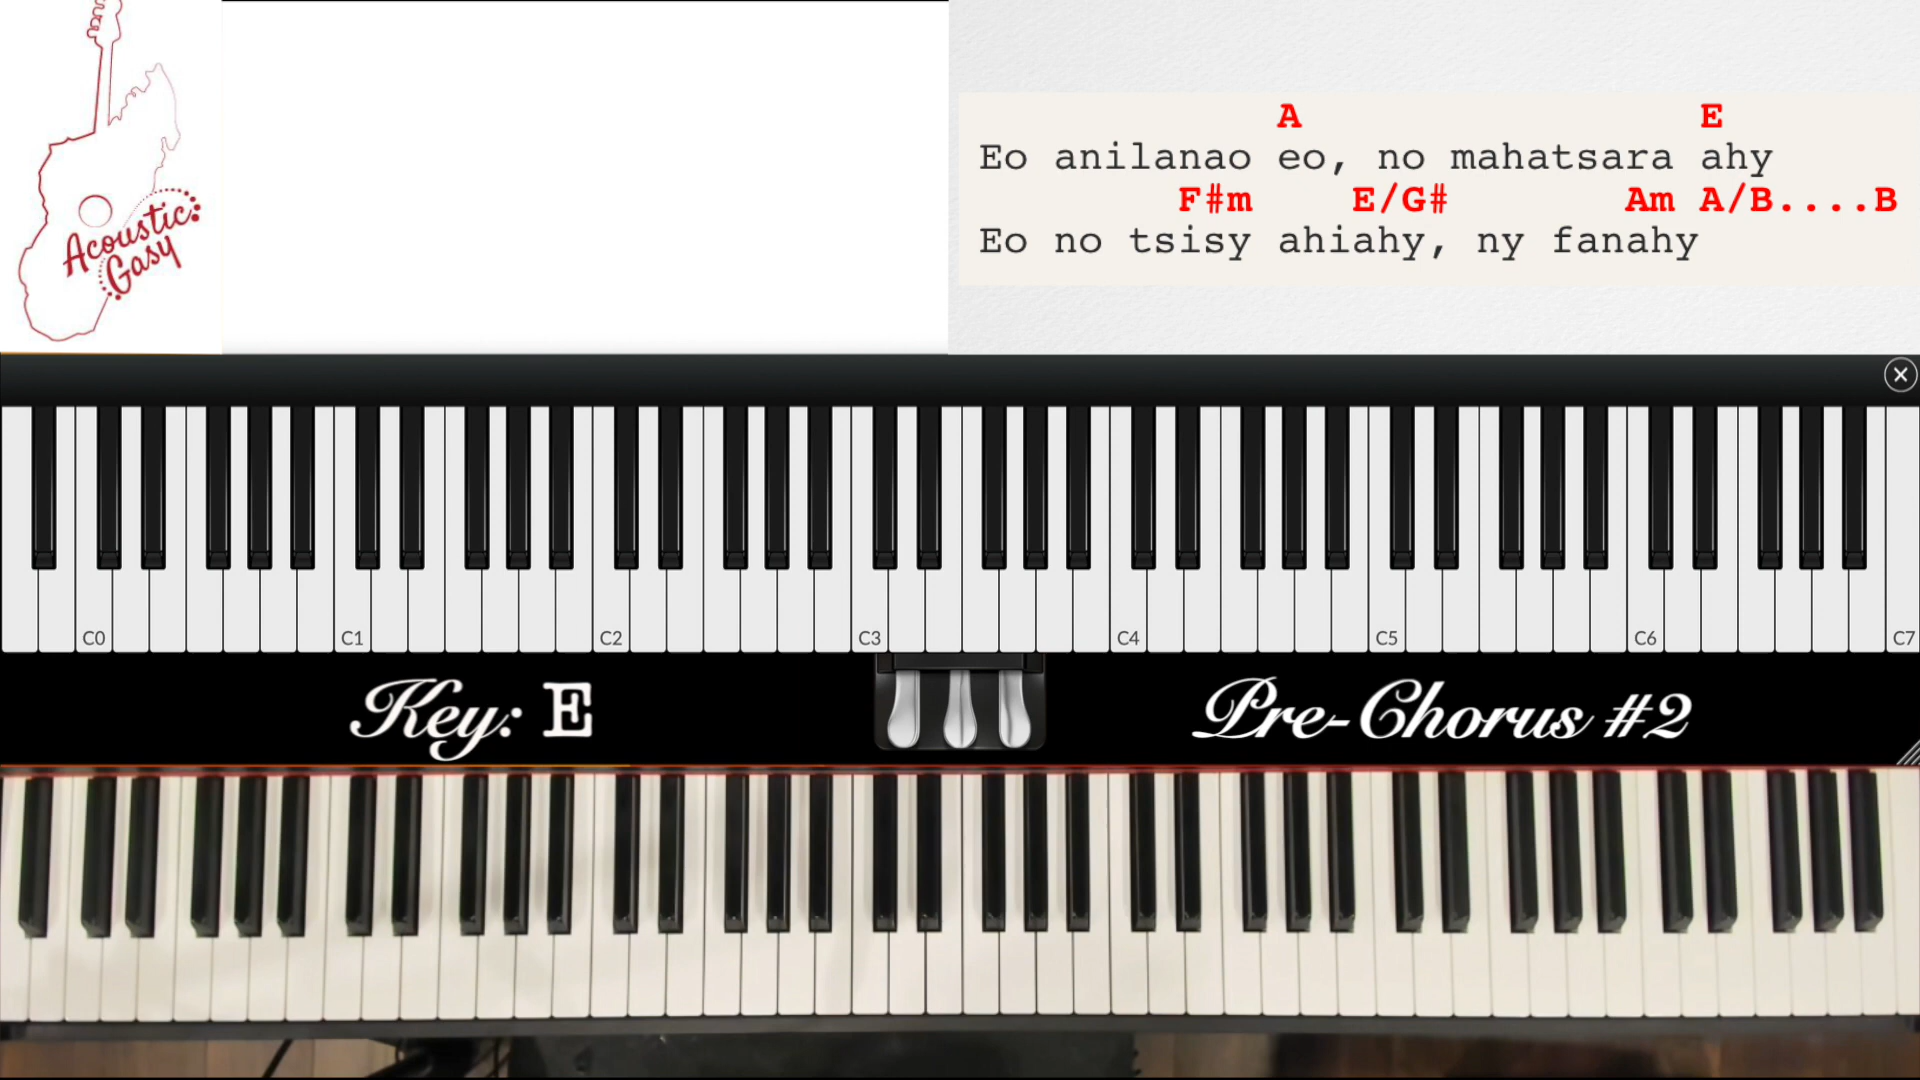 Acoustic
Gasy
A E
Eo anilanao eo, no mahatsara ahy
F#m E/G# Am A/B....B
Eo no tsisy ahiahy, ny fanahy
C0 C1 C2 C3 C4 C5 C6 C7
Key: E
Pre-Chorus #2